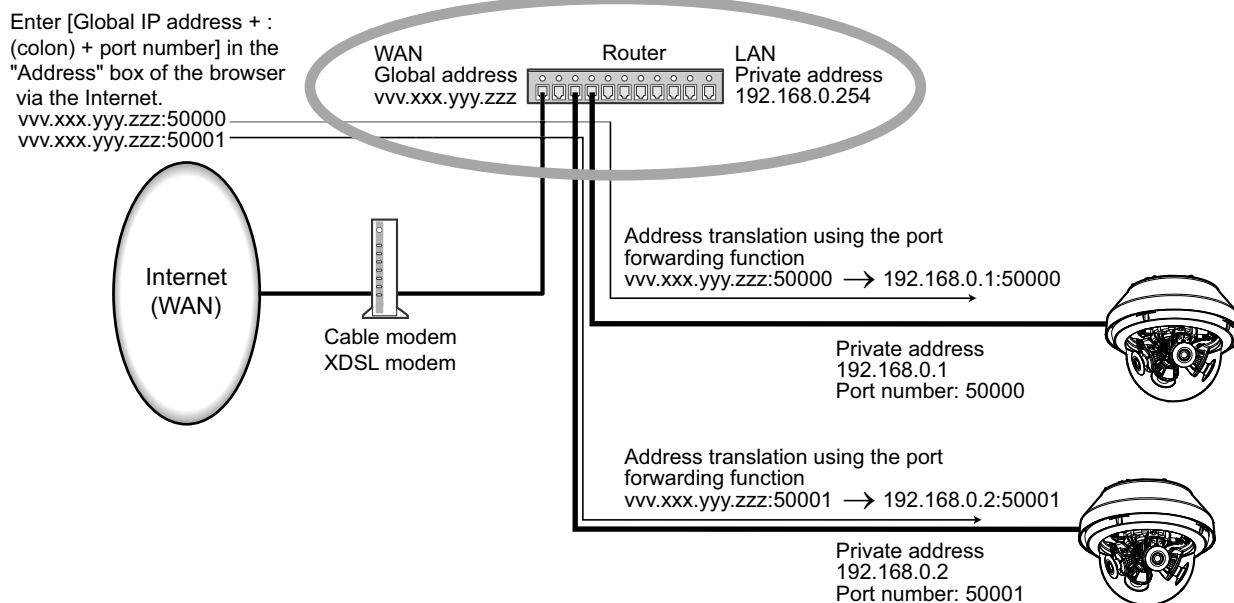 Enter [Global IP address + :
(colon) + port number] in the
"Address" box of the browser
via the Internet.
vvv.xxx.yyy.zzz:50000
vvv.xxx.yyy.zzz:50001
WAN
Global address
vvv.xxx.yyy.zzz
Router
LAN
Private address
192.168.0.254
Internet
(WAN)
Cable modem
XDSL modem
Address translation using the port
forwarding function
vvv.xxx.yyy.zzz:50000 → 192.168.0.1:50000
Private address
192.168.0.1
Port number: 50000
Address translation using the port
forwarding function
vvv.xxx.yyy.zzz:50001 → 192.168.0.2:50001
Private address
192.168.0.2
Port number: 50001